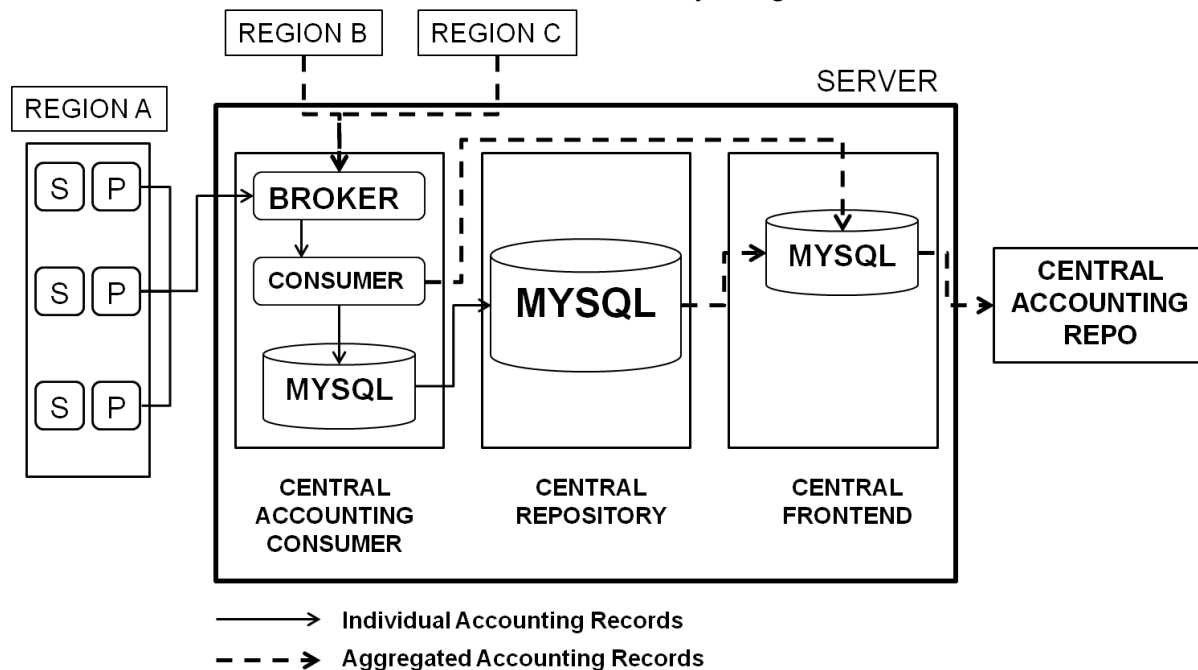 REGION B
REGION C
SERVER
REGION A
S P
S P
S P
BROKER
CONSUMER
MYSQL
MYSQL
MYSQL
CENTRAL
ACCOUNTING
REPO
CENTRAL
ACCOUNTING
CONSUMER
CENTRAL
REPOSITORY
CENTRAL
FRONTEND
Individual Accounting Records
Aggregated Accounting Records